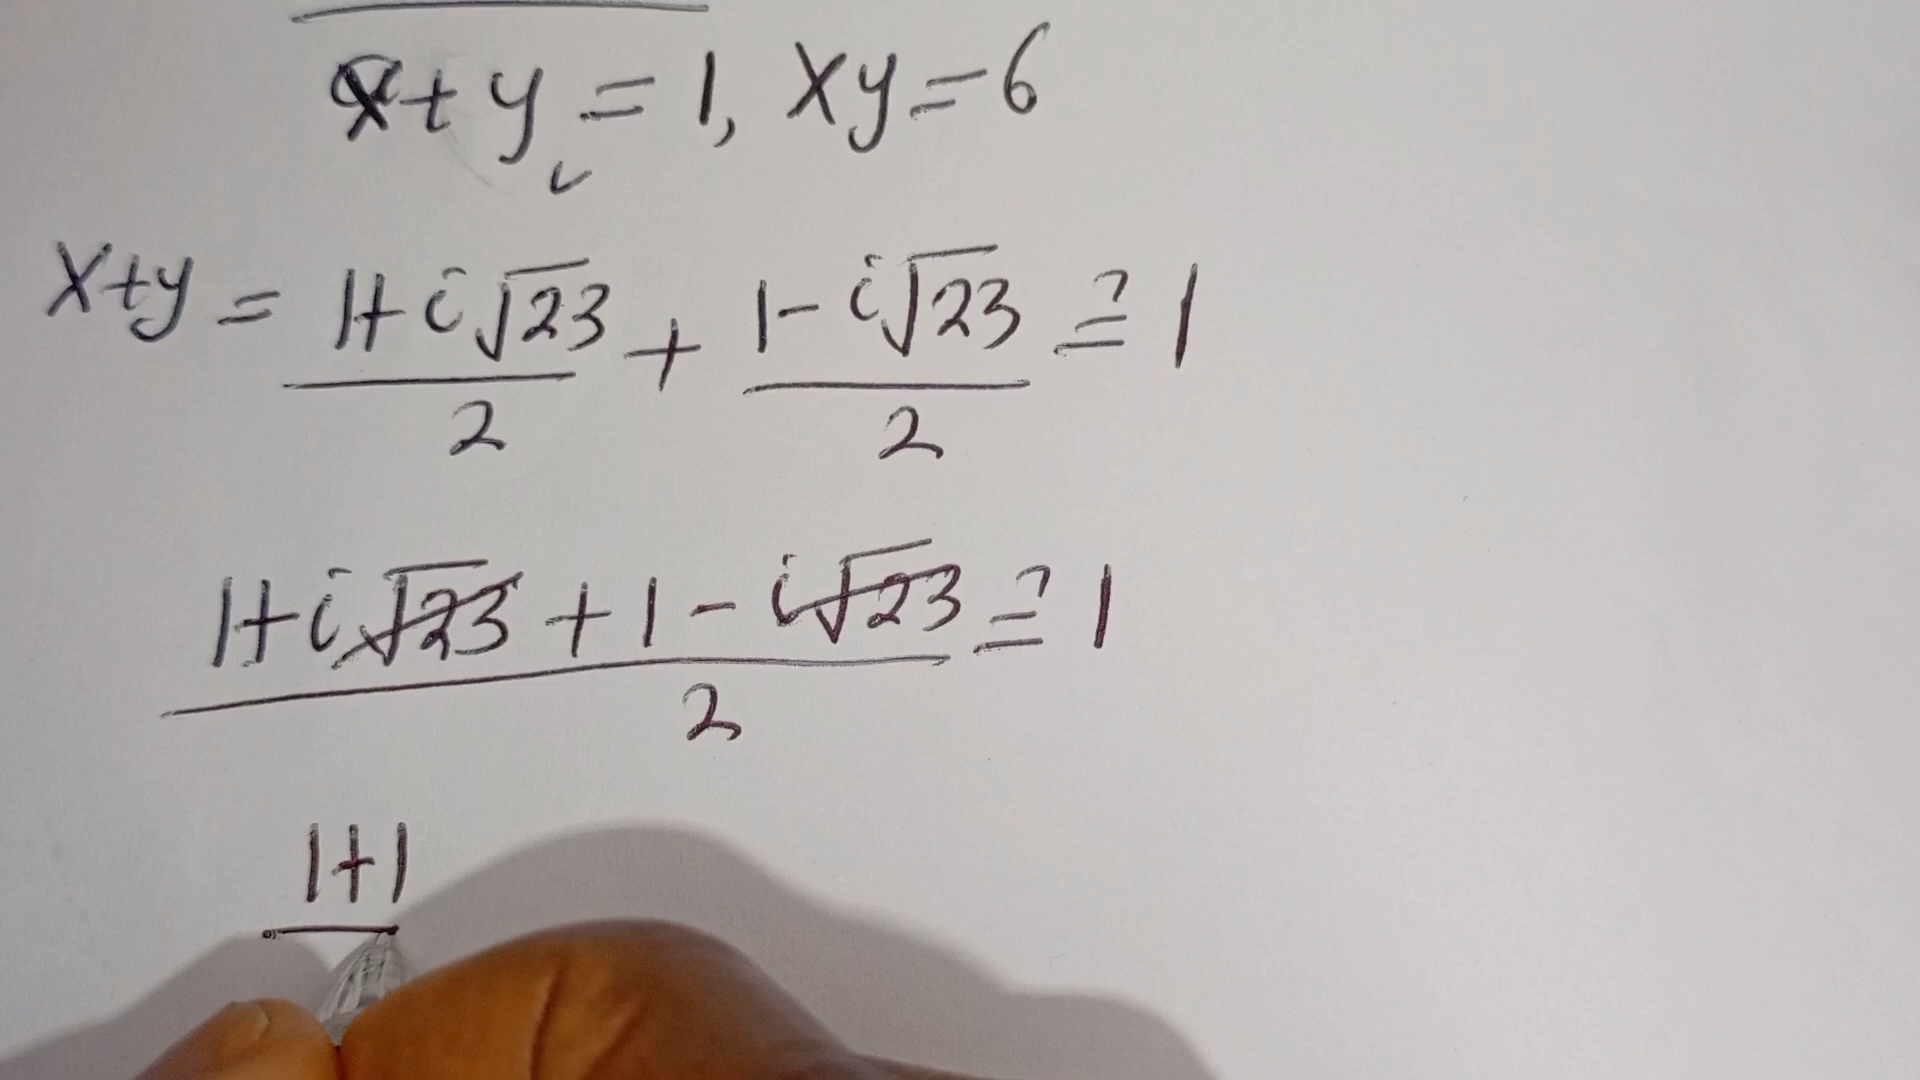 x+y = 1, xy = 6
x+y = 1+i√23/2 + 1-i√23/2 ≟ 1
1+i√23 + 1 - i√23/2 ≟ 1
1+1